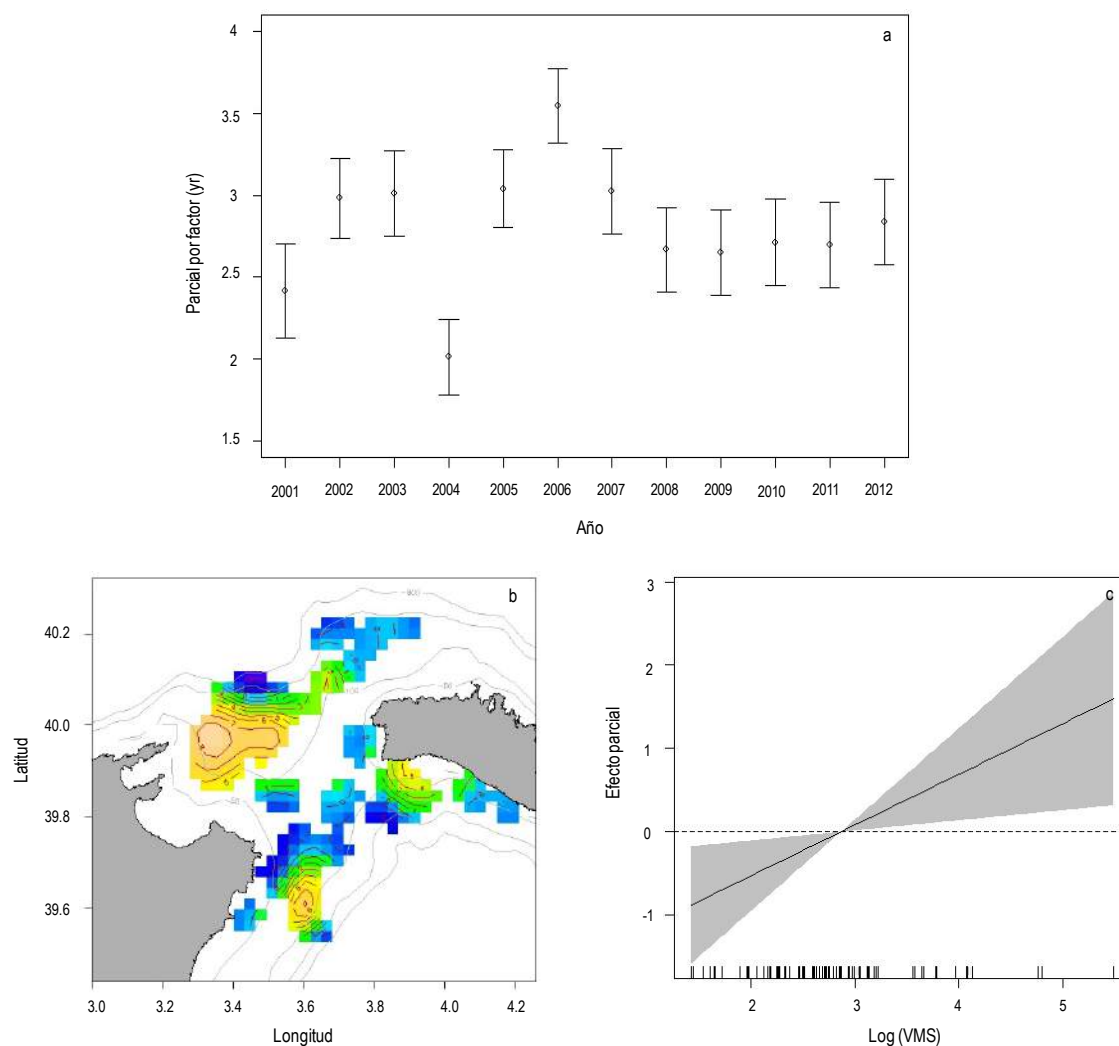 a
Parcial por factor (yr)
4
3.5
3
2.5
2
1.5
2001 2002 2003 2004 2005 2006 2007 2008 2009 2010 2011 2012
Año
b
Latitud
40.2
40.0
39.8
39.6
3.0 3.2 3.4 3.6 3.8 4.0 4.2
Longitud
c
Efecto parcial
3
2
1
0
-1
2 3 4 5
Log (VMS)